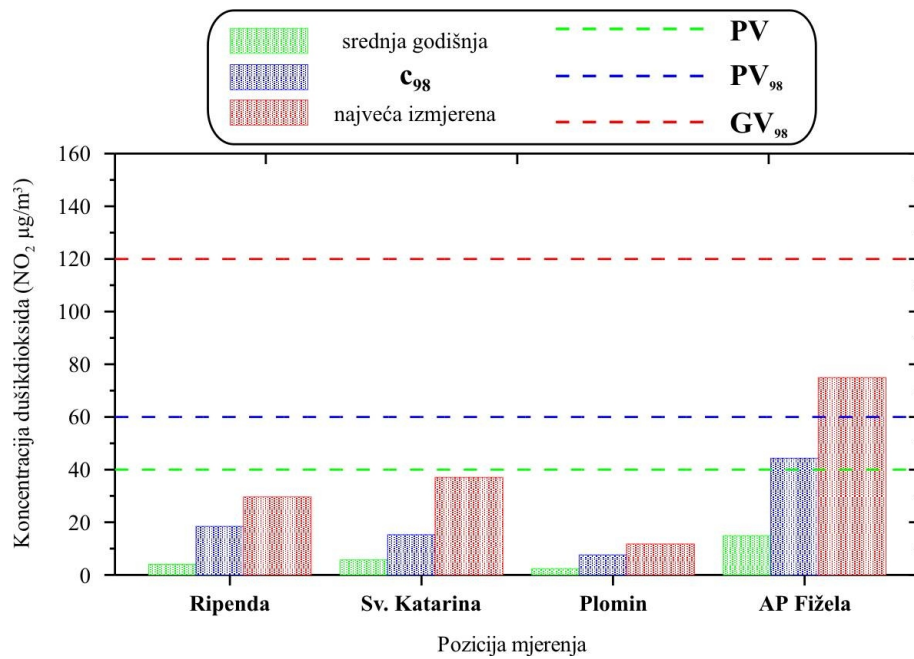 srednja godišnja
c98
najveća izmjerena
PV
PV98
GV98
Koncentracija dušikdioksida (NO2 µg/m³)
160
140
120
100
80
60
40
20
0
Ripenda Sv. Katarina Plomin AP Fižela
Pozicija mjerenja